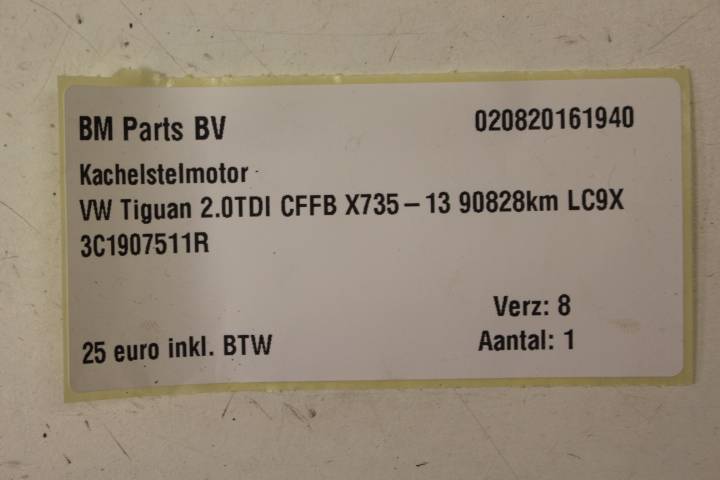 BM Parts BV 020820161940
Kachelstelmotor
VW Tiguan 2.0TDI CFFB X735-13 90828km LC9X
3C1907511R
Verz: 8
25 euro inkl. BTW Aantal: 1